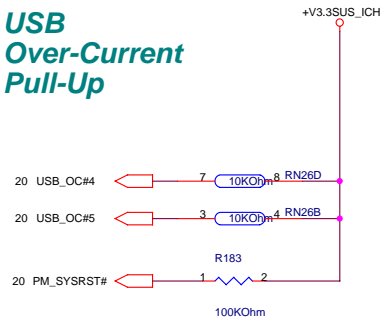 USB
Over-Current
Pull-Up
+V3.3SUS_ICH
20 USB_OC#4 7 10KOhm 8 RN26D
20 USB_OC#5 3 10KOhm 4 RN26B
R183
20 PM_SYSRST# 1 2
100KOhm